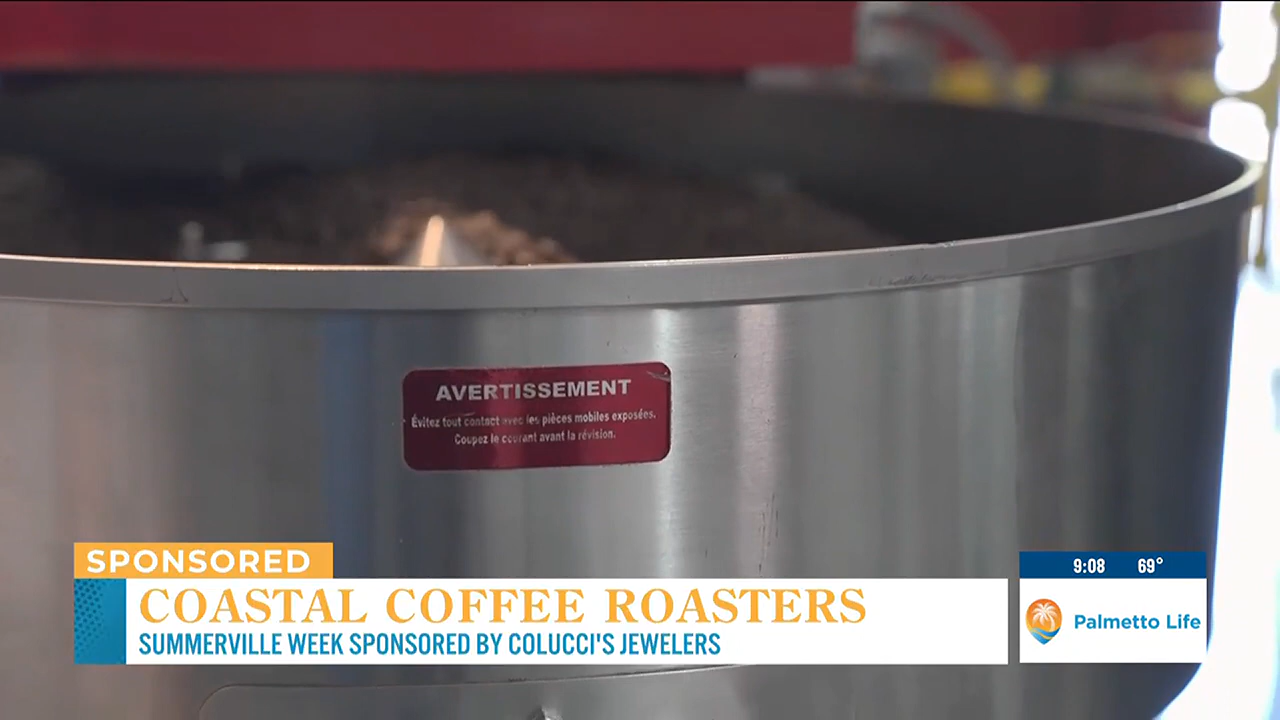 AVERTISSEMENT
Évitez tout contact avec les pièces mobiles exposées.
Coupez le courant avant la révision.
SPONSORED
COASTAL COFFEE ROASTERS
SUMMERVILLE WEEK SPONSORED BY COLUCCI'S JEWELERS
9:08 69°
Palmetto Life